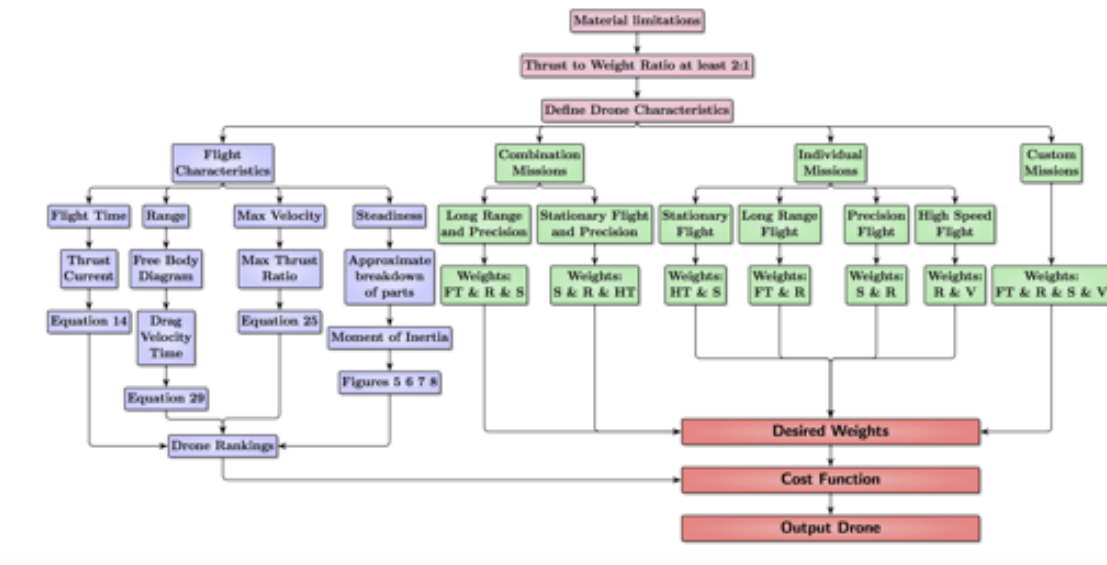 Material limitations
Thrust to Weight Ratio at least 2:1
Define Drone Characteristics
Flight
Characteristics
Combination
Missions
Individual
Missions
Custom
Missions
Flight Time
Range
Max Velocity
Steadiness
Long Range
and Precision
Stationary Flight
and Precision
Stationary
Flight
Long Range
Flight
Precision
Flight
High Speed
Flight
Thrust
Current
Free Body
Diagram
Max Thrust
Ratio
Approximate
breakdown
of parts
Weights:
FT & R & S
Weights:
S & R & HT
Weights:
HT & S
Weights:
FT & R
Weights:
S & R
Weights:
R & V
Weights:
FT & R & S & V
Equation 14
Drag
Velocity
Time
Equation 25
Moment of Inertia
Equation 29
Figures 5 6 7 8
Drone Rankings
Desired Weights
Cost Function
Output Drone